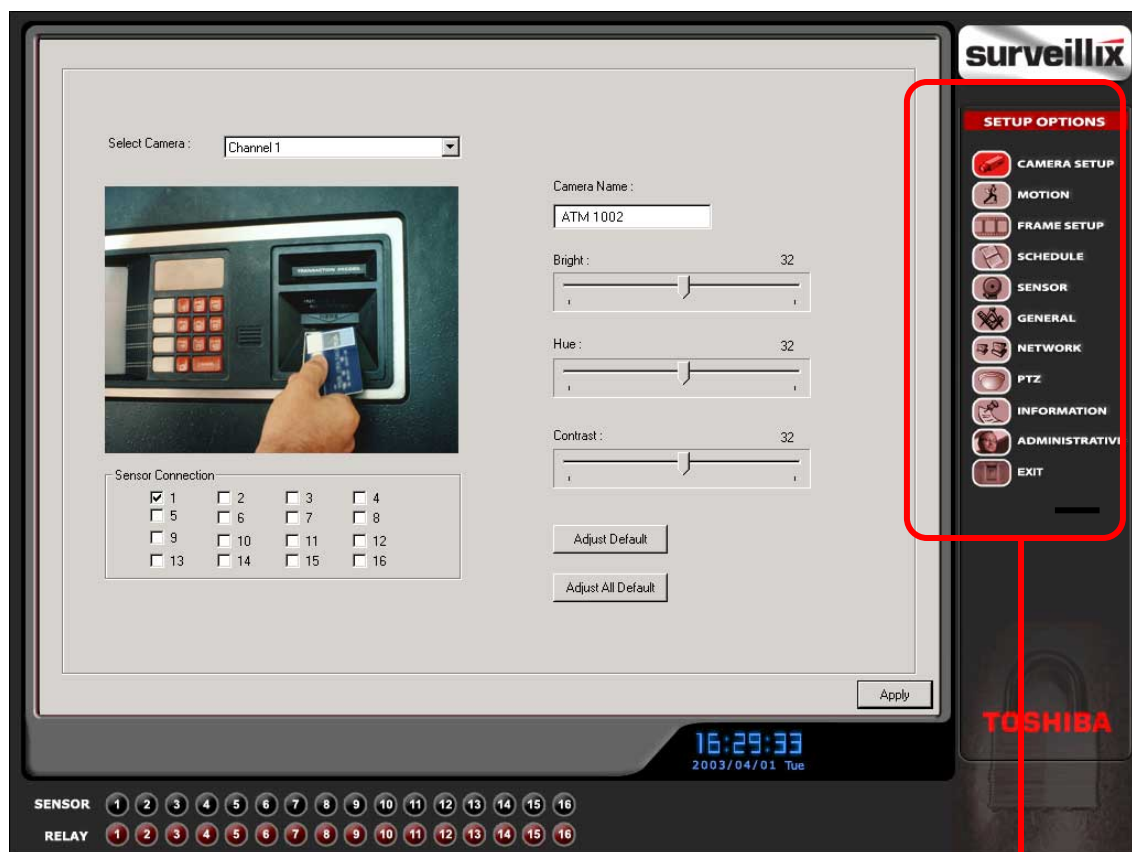 surveillix
SETUP OPTIONS
CAMERA SETUP
MOTION
FRAME SETUP
SCHEDULE
SENSOR
GENERAL
NETWORK
PTZ
INFORMATION
ADMINISTRATIV
EXIT
Select Camera : Channel 1
TRANSACTION RECORD
Camera Name :
ATM 1002
Bright : 32
Hue : 32
Contrast : 32
Sensor Connection
1 2 3 4
5 6 7 8
9 10 11 12
13 14 15 16
Adjust Default
Adjust All Default
Apply
TOSHIBA
16:29:33
2003/04/01 Tue
SENSOR 1 2 3 4 5 6 7 8 9 10 11 12 13 14 15 16
RELAY 1 2 3 4 5 6 7 8 9 10 11 12 13 14 15 16